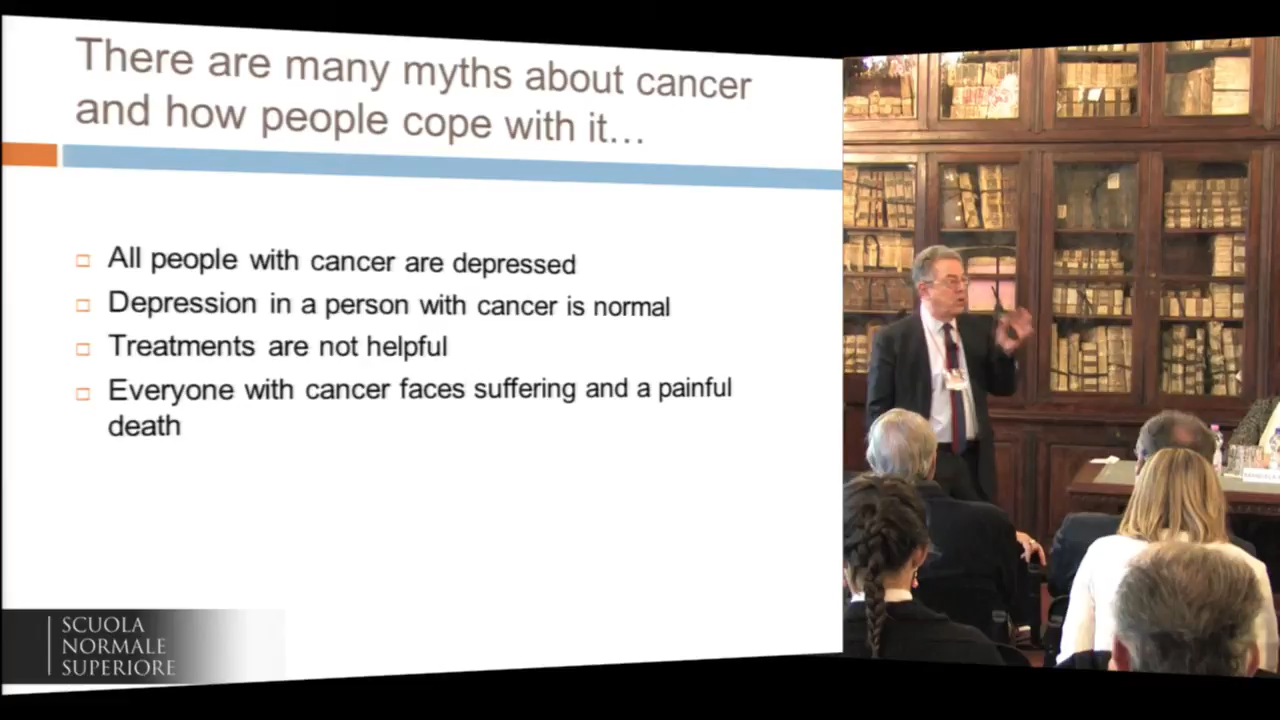 There are many myths about cancer
and how people cope with it…
All people with cancer are depressed
Depression in a person with cancer is normal
Treatments are not helpful
Everyone with cancer faces suffering and a painful
death
SCUOLA
NORMALE
SUPERIORE